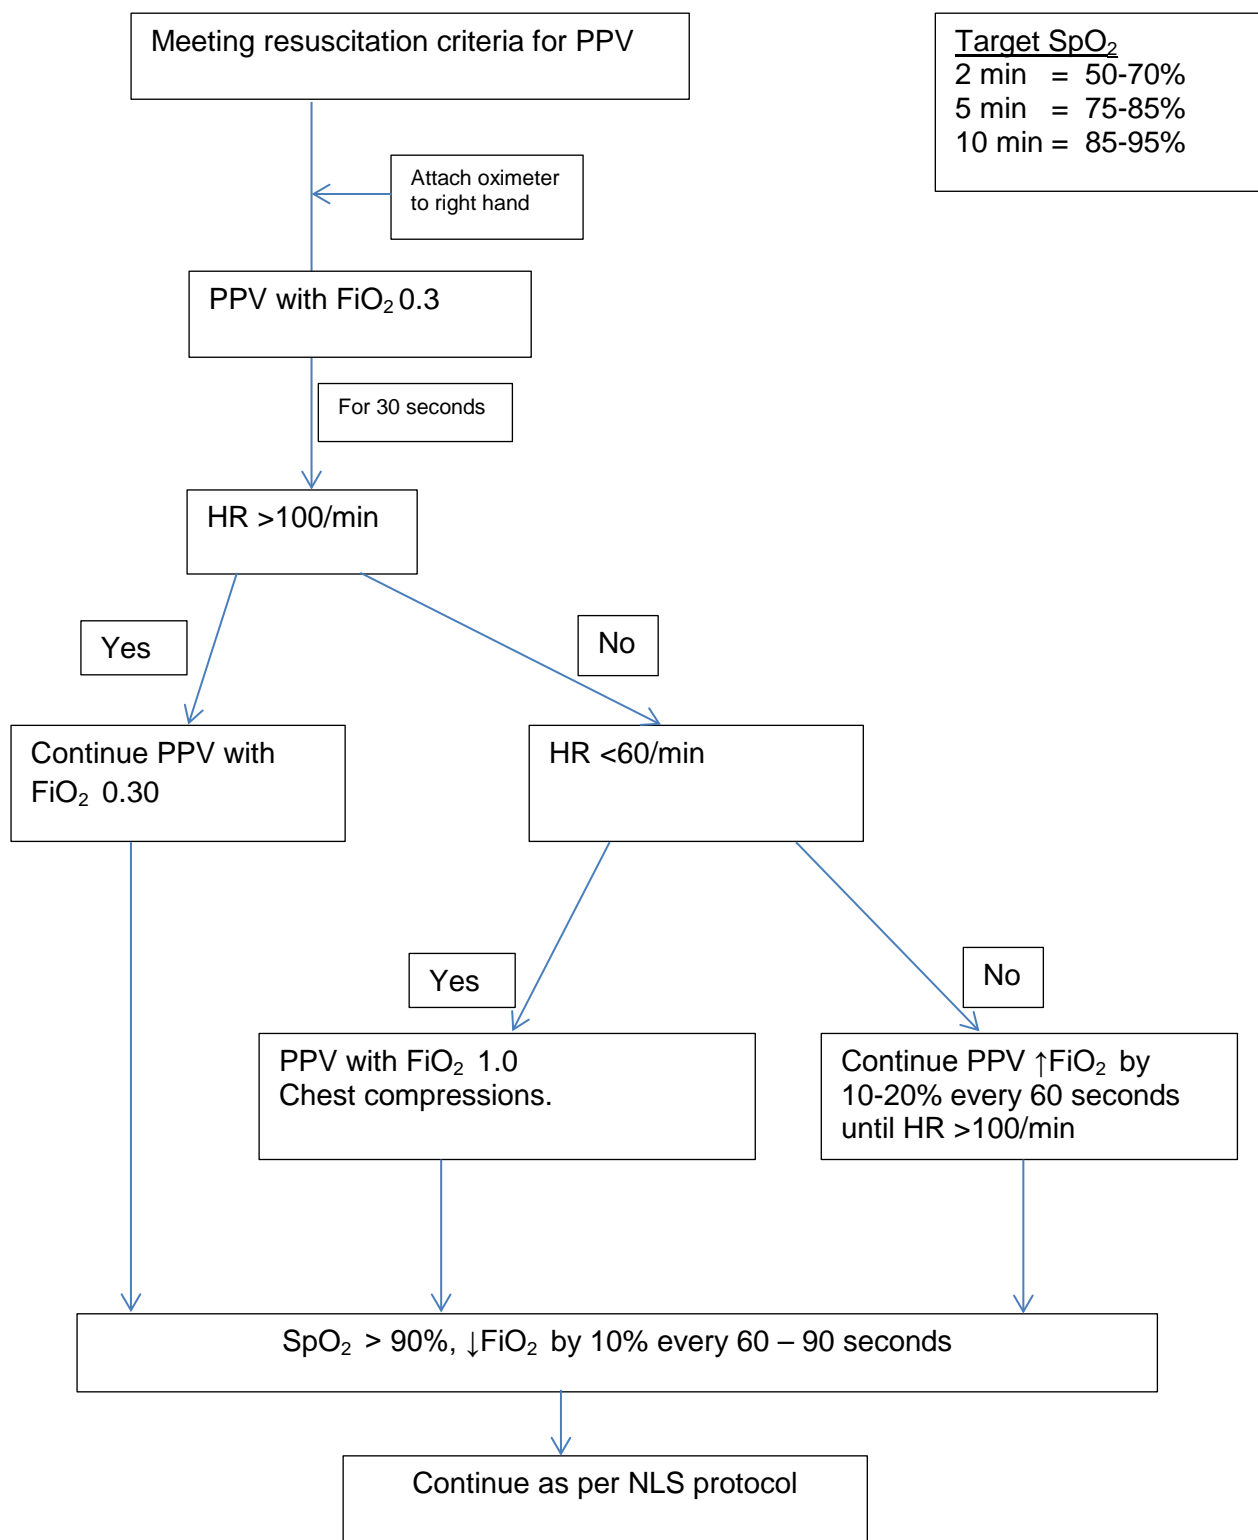 Meeting resuscitation criteria for PPV
Target SpO₂
2 min = 50-70%
5 min = 75-85%
10 min = 85-95%
Attach oximeter
to right hand
PPV with FiO₂ 0.3
For 30 seconds
HR >100/min
Yes
No
Continue PPV with
FiO₂ 0.30
HR <60/min
Yes
No
PPV with FiO₂ 1.0
Chest compressions.
Continue PPV ↑FiO₂ by
10-20% every 60 seconds
until HR >100/min
SpO₂ > 90%, ↓FiO₂ by 10% every 60 – 90 seconds
Continue as per NLS protocol